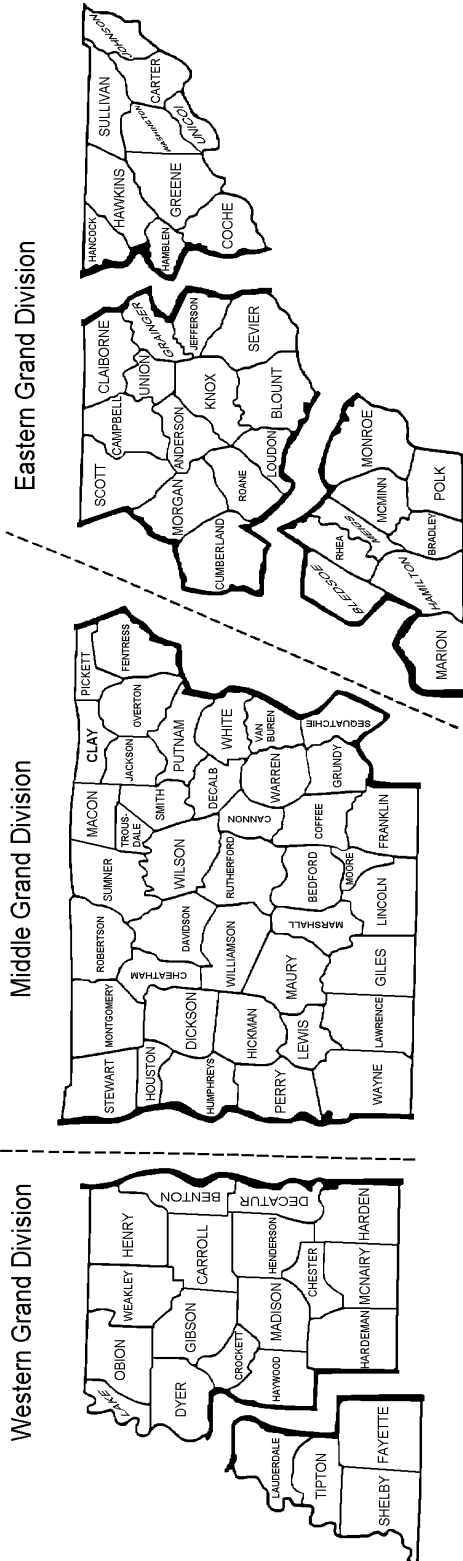 Western Grand Division
Middle Grand Division
Eastern Grand Division
LAKE
OBION
WEAKLEY
HENRY
BENTON
DYER
GIBSON
CARROLL
DECATUR
CROCKETT
HAYWOOD
MADISON
HENDERSON
CHESTER
HARDEMAN
MCNAIRY
HARDEN
LAUDERDALE
TIPTON
SHELBY
FAYETTE
STEWART
MONTGOMERY
ROBERTSON
SUMNER
MACON
CLAY
PICKETT
HOUSTON
CHEATHAM
TROUS-
DALE
JACKSON
OVERTON
FENTRESS
HUMPHREYS
DICKSON
DAVIDSON
WILSON
SMITH
PUTNAM
PERRY
HICKMAN
WILLIAMSON
RUTHERFORD
CANNON
DECALB
WHITE
VAN
BUREN
LEWIS
MAURY
MARSHALL
BEDFORD
COFFEE
WARREN
GRUNDY
SEQUATCHIE
WAYNE
LAWRENCE
GILES
LINCOLN
MOORE
FRANKLIN
SCOTT
CAMPBELL
CLAIBORNE
UNION
GRAINGER
MORGAN
ANDERSON
KNOX
JEFFERSON
CUMBERLAND
ROANE
LOUDON
BLOUNT
SEVIER
BLEDSOE
RHEA
MEIGS
MCMINN
MONROE
MARION
HAMILTON
BRADLEY
POLK
HANCOCK
HAWKINS
SULLIVAN
JOHNSON
HAMBLEN
GREENE
WASHINGTON
CARTER
UNICOI
COCHE